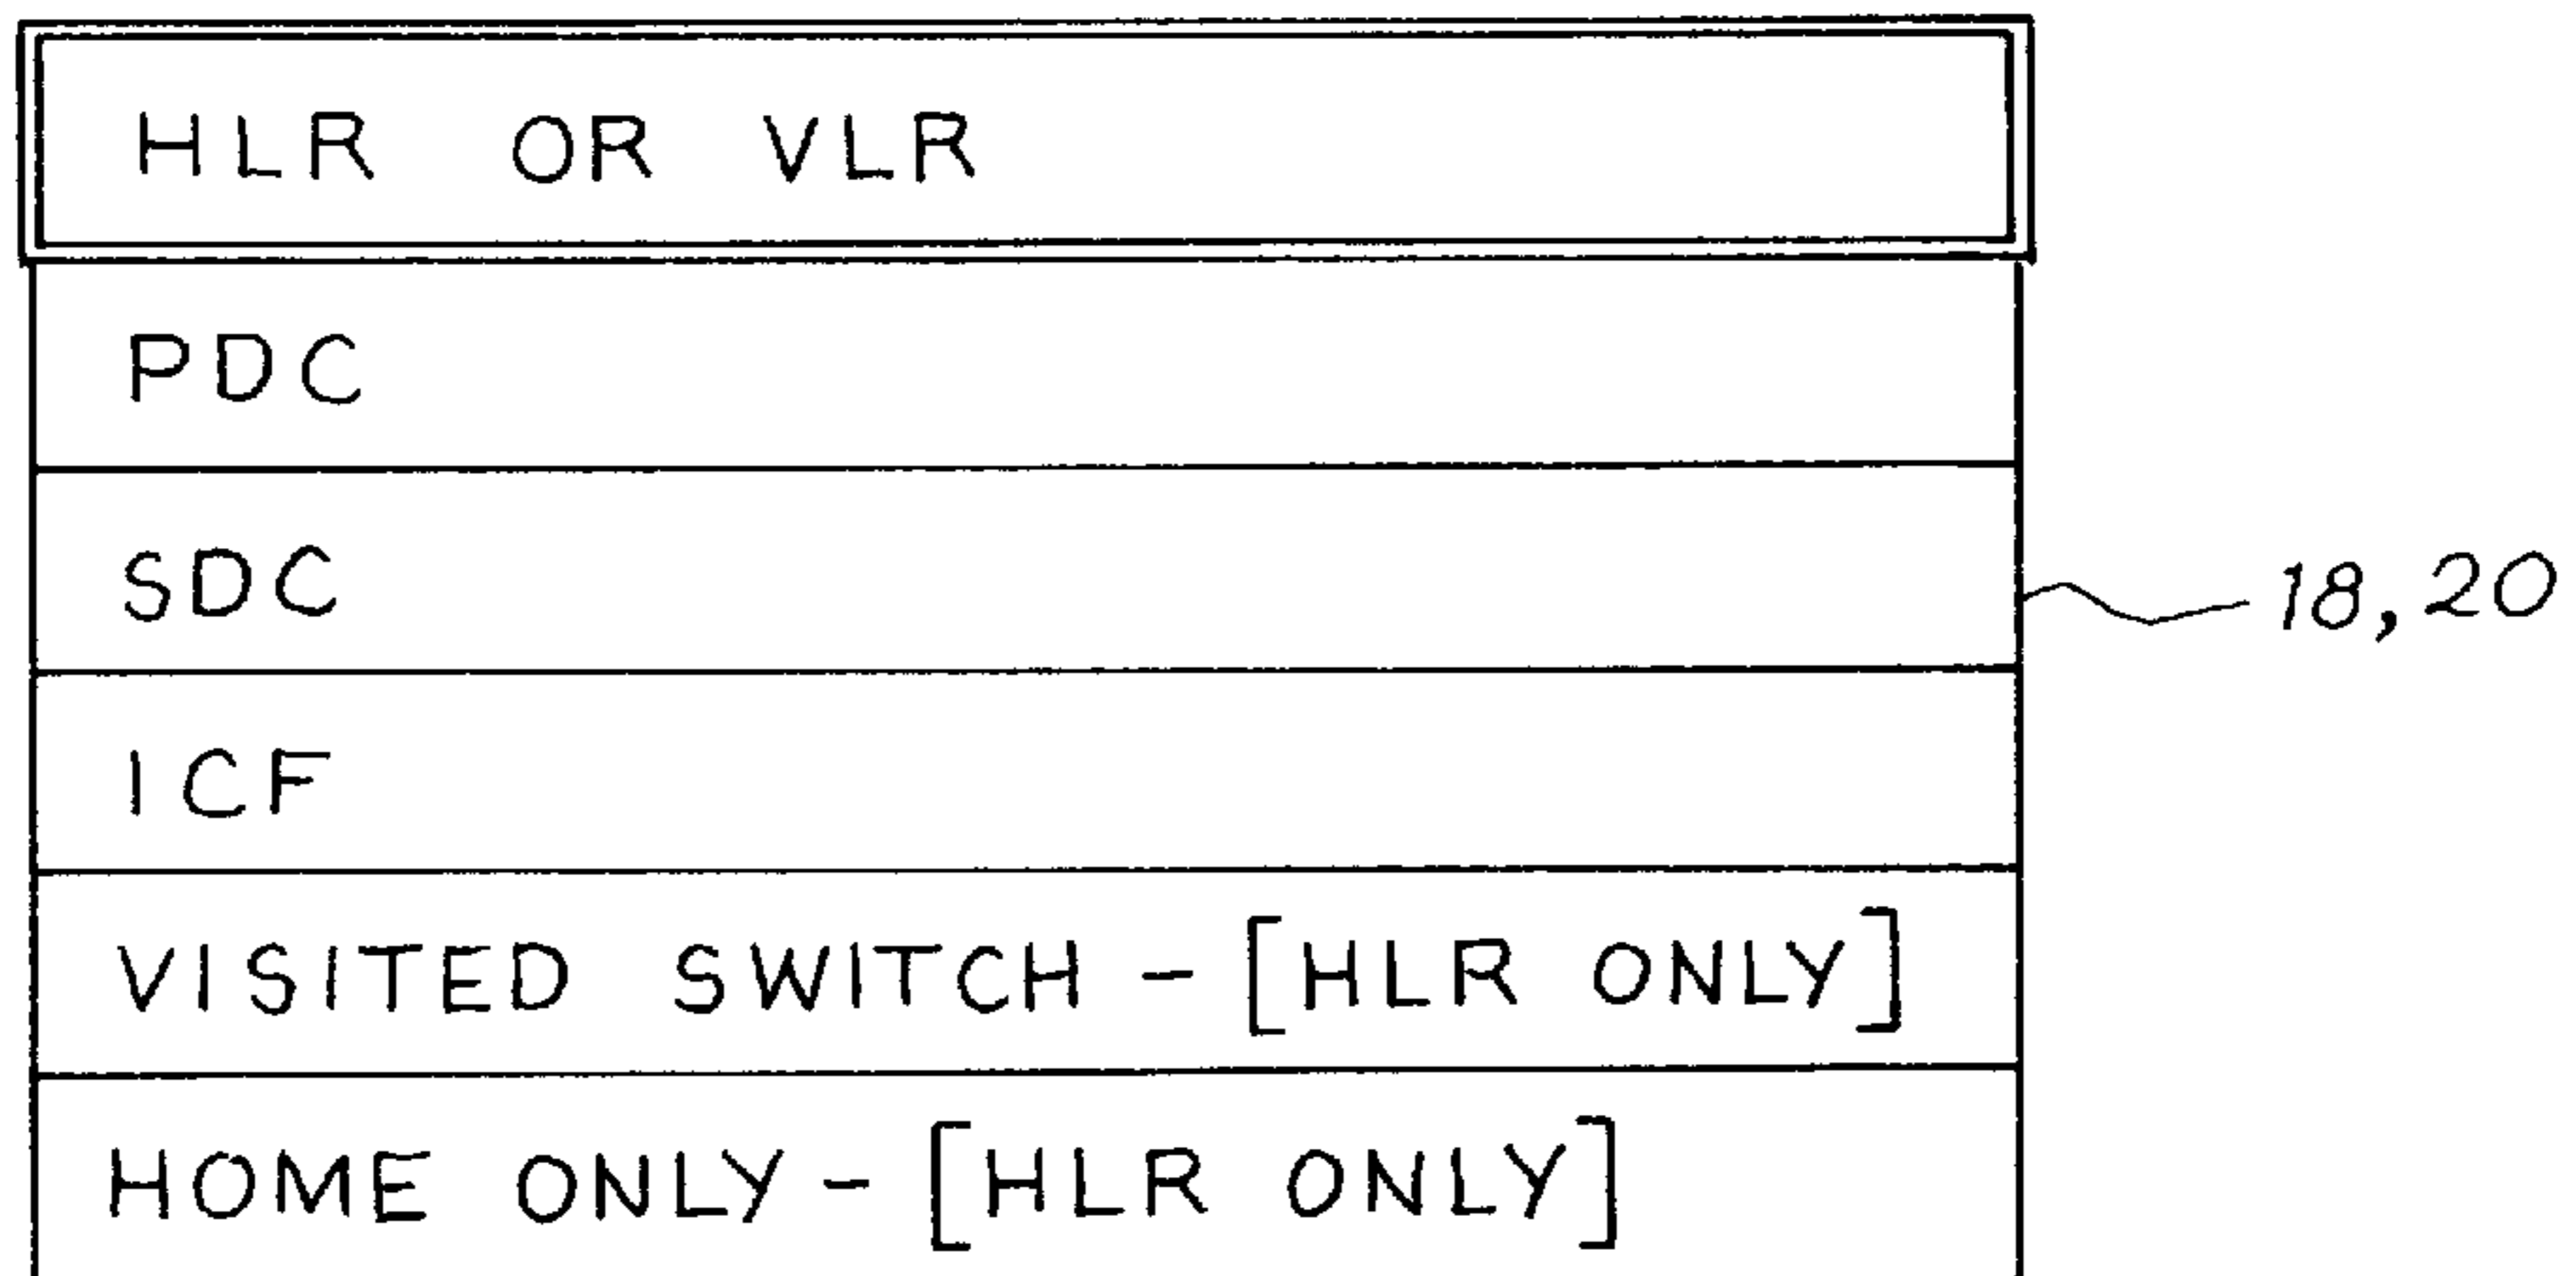 HLR OR VLR
PDC
SDC
18,20
ICF
VISITED SWITCH - [HLR ONLY]
HOME ONLY - [HLR ONLY]